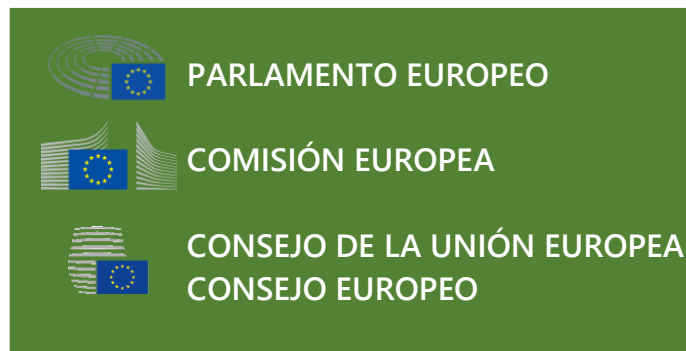 PARLAMENTO EUROPEO
COMISIÓN EUROPEA
CONSEJO DE LA UNIÓN EUROPEA
CONSEJO EUROPEO